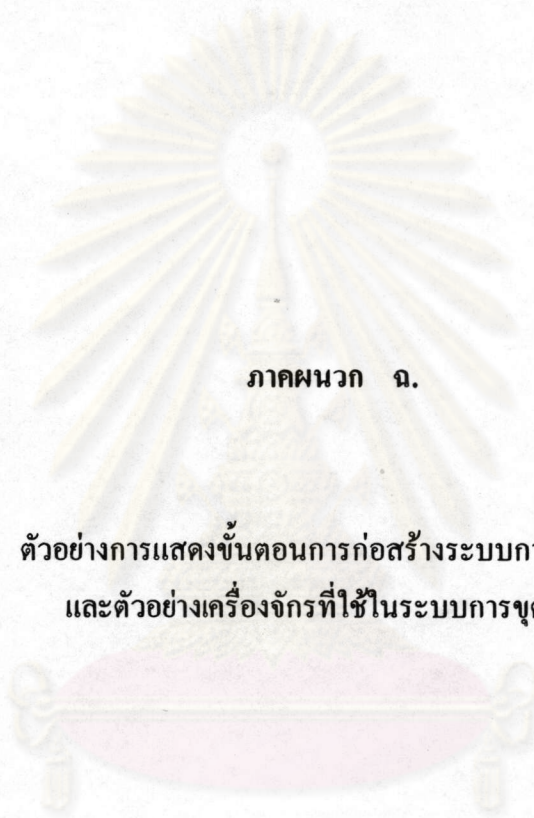 ภาคผนวก ฉ.
ตัวอย่างการแสดงขั้นตอนการก่อสร้างระบบ
และตัวอย่างเครื่องจักรที่ใช้ในระบบการ